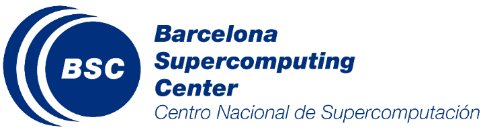 BSC
Barcelona
Supercomputing
Center
Centro Nacional de Supercomputación